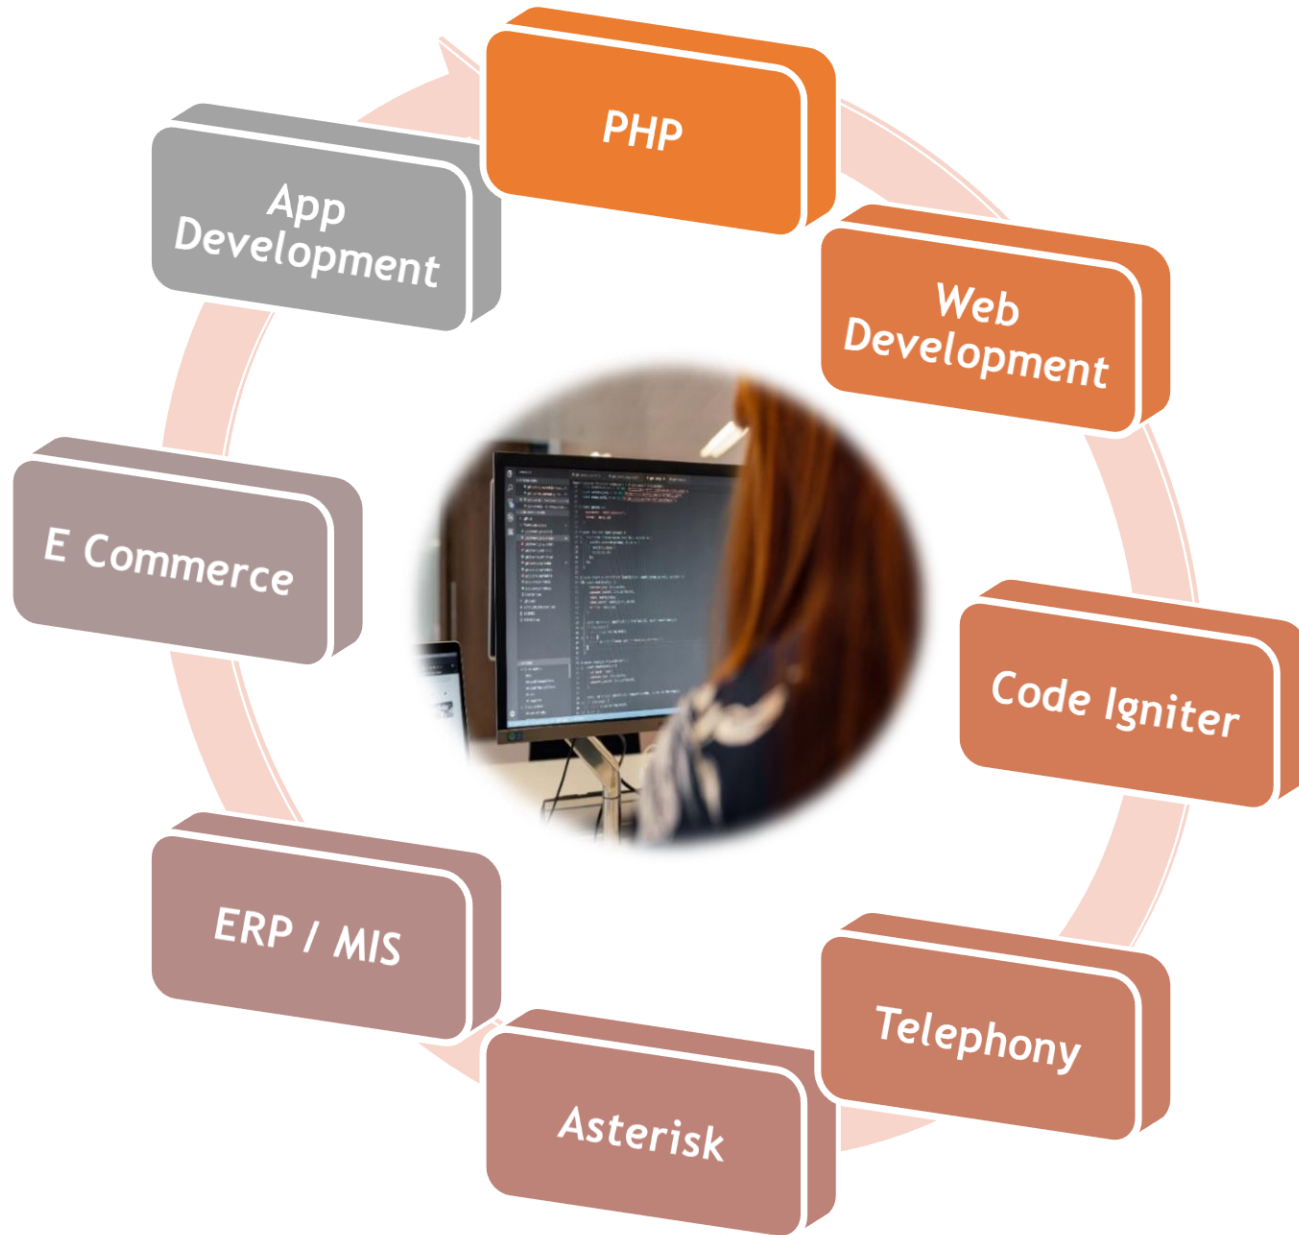 PHP
Web
Development
Code Igniter
Telephony
Asterisk
ERP / MIS
E Commerce
App
Development